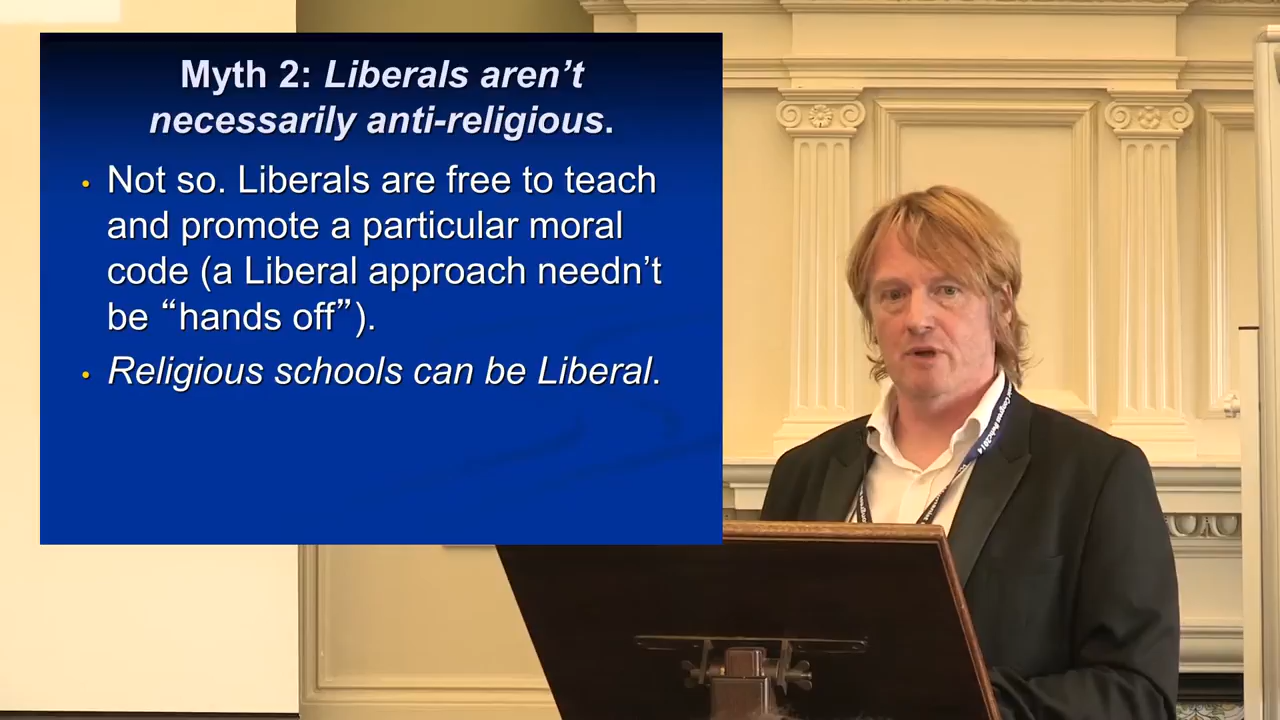 Myth 2: Liberals aren’t
necessarily anti-religious.
• Not so. Liberals are free to teach
and promote a particular moral
code (a Liberal approach needn’t
be “hands off”).
• Religious schools can be Liberal.